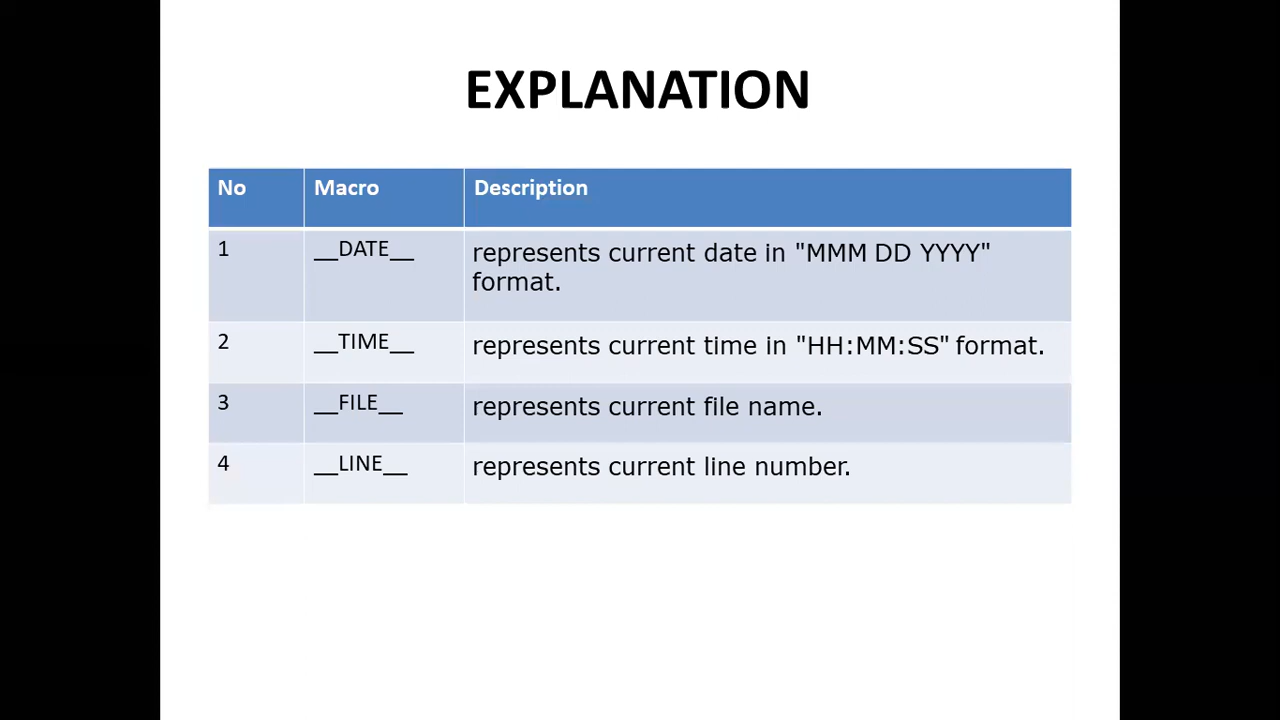 EXPLANATION
No Macro Description
1 __DATE__ represents current date in "MMM DD YYYY"
format.
2 __TIME__ represents current time in "HH:MM:SS" format.
3 __FILE__ represents current file name.
4 __LINE__ represents current line number.